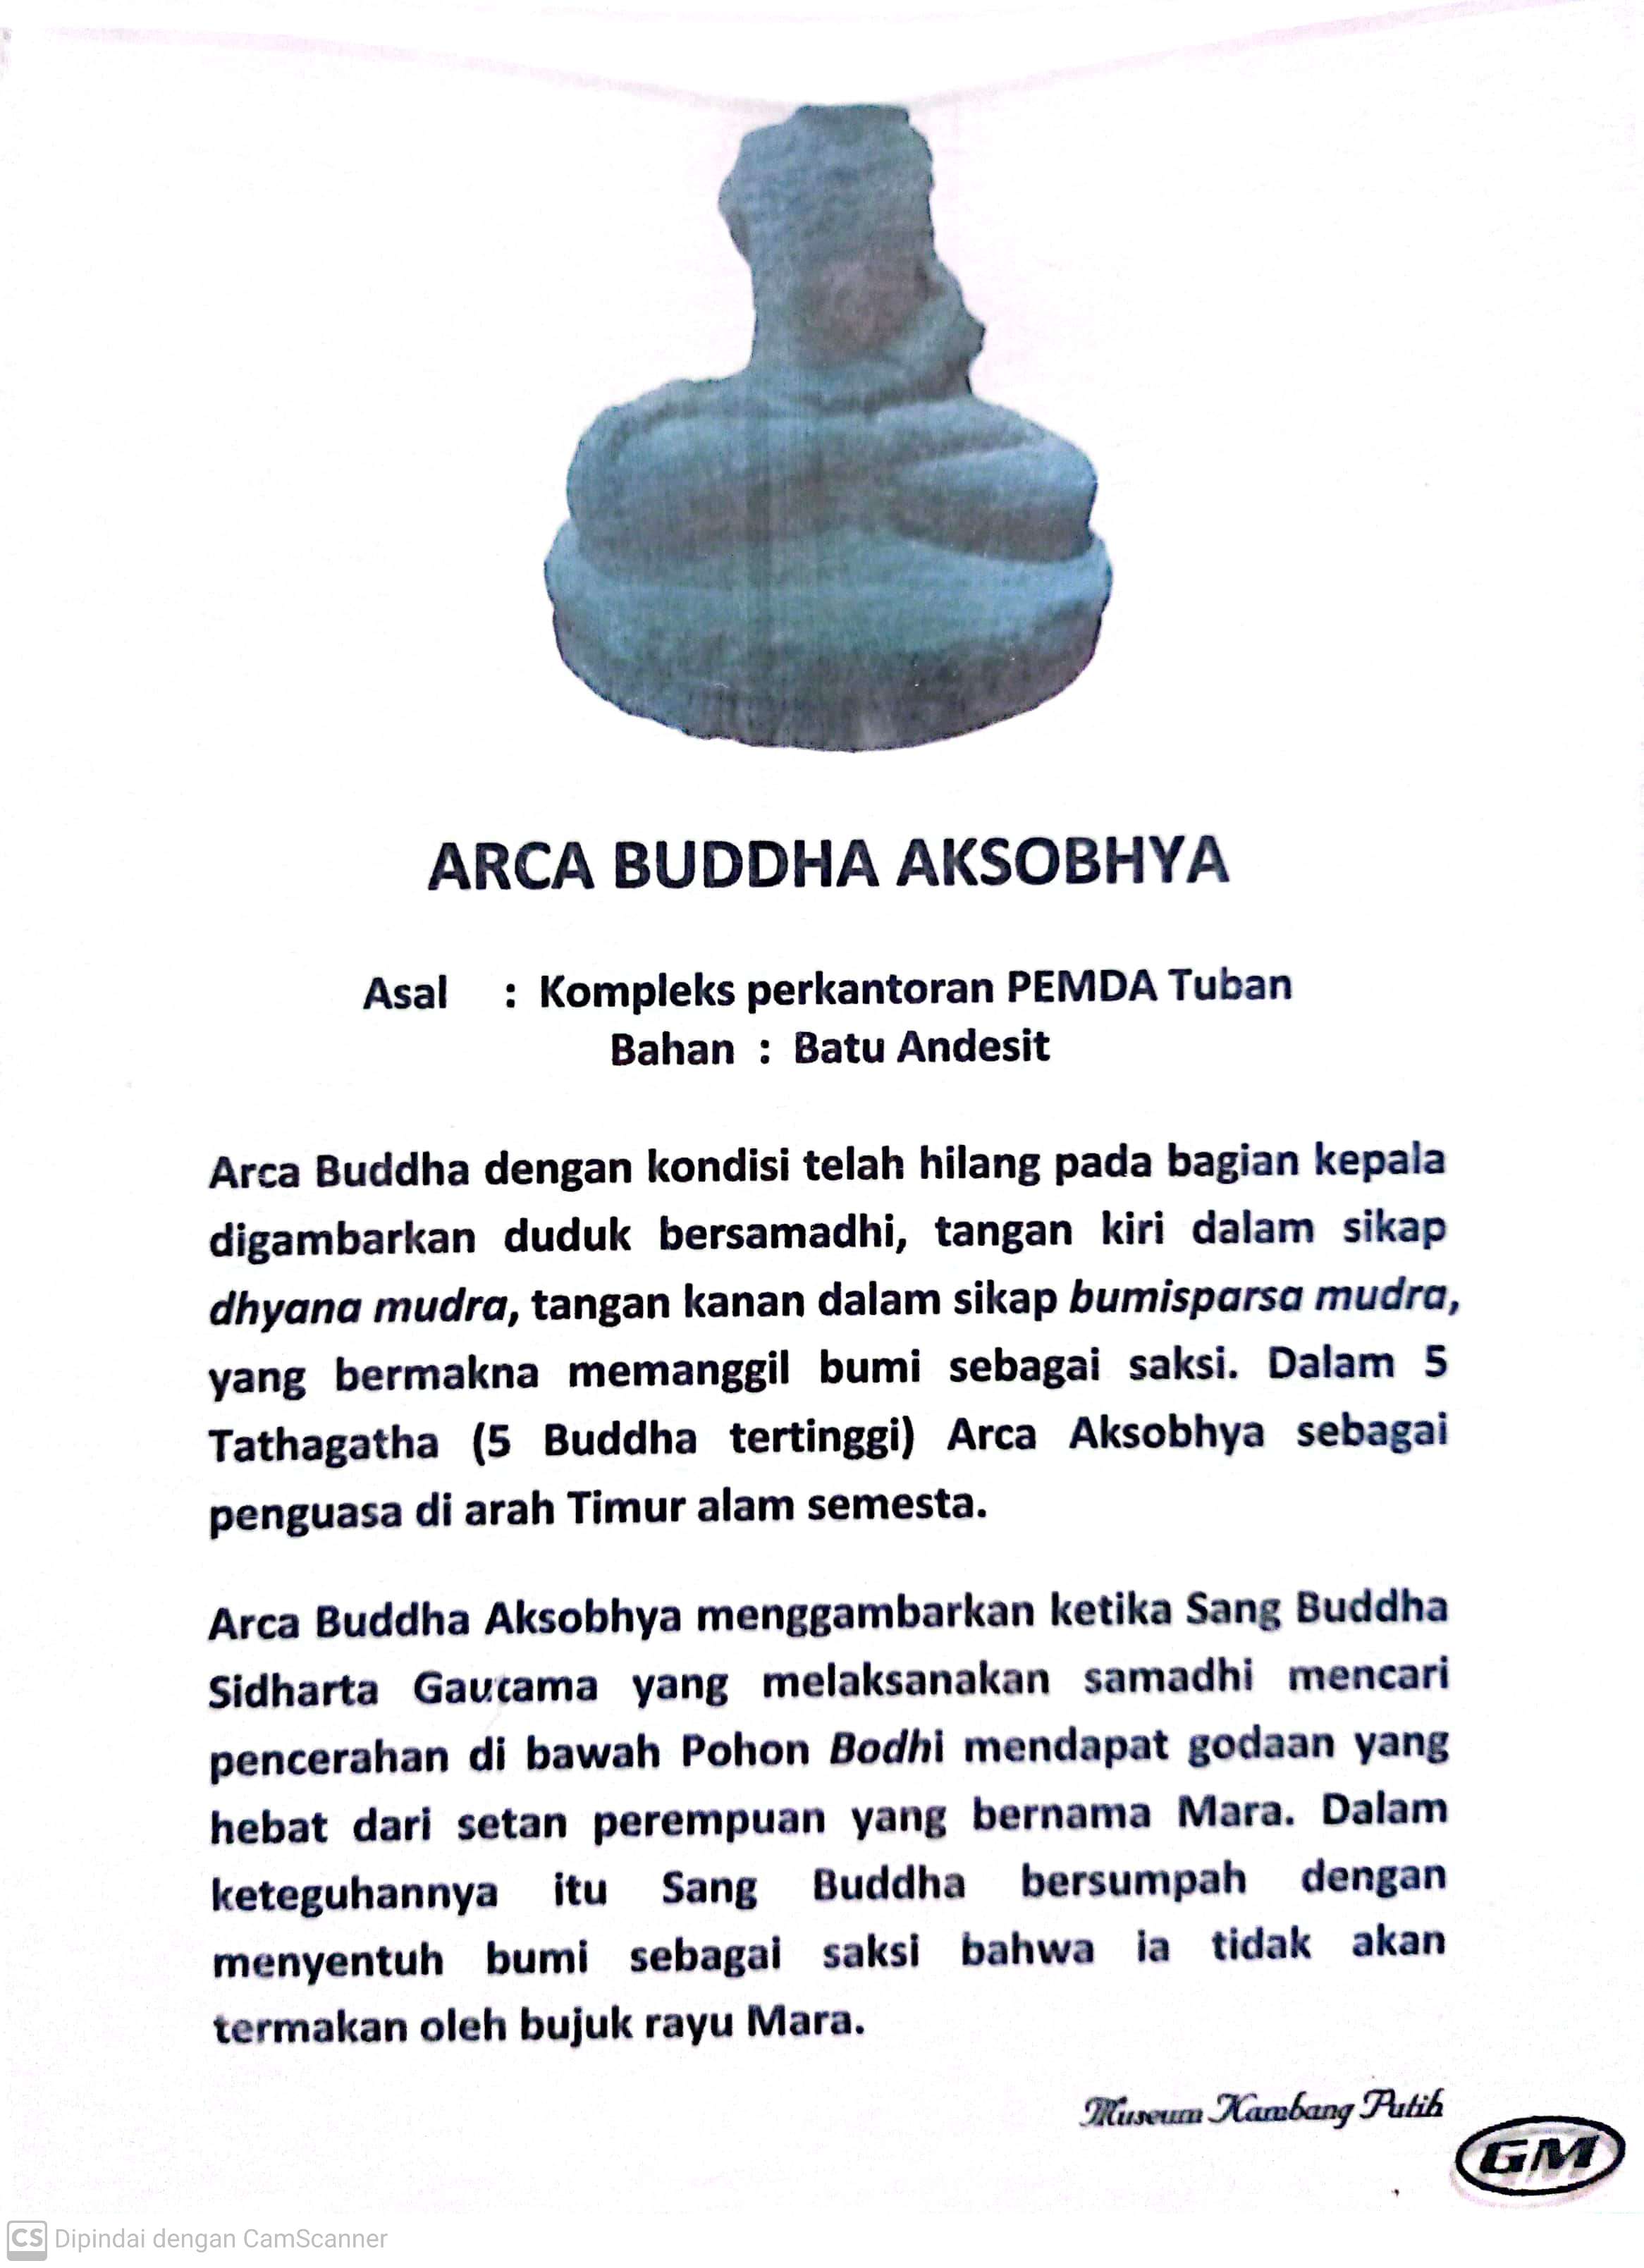 ARCA BUDDHA AKSOBHYA
Asal : Kompleks perkantoran PEMDA Tuban
Bahan : Batu Andesit
Arca Buddha dengan kondisi telah hilang pada bagian kepala
digambarkan duduk bersamadhi, tangan kiri dalam sikap
dhyana mudra, tangan kanan dalam sikap bumisparsa mudra,
yang bermakna memanggil bumi sebagai saksi. Dalam 5
Tathagatha (5 Buddha tertinggi) Arca Aksobhya sebagai
penguasa di arah Timur alam semesta.
Arca Buddha Aksobhya menggambarkan ketika Sang Buddha
Sidharta Gautama yang melaksanakan samadhi mencari
pencerahan di bawah Pohon Bodhi mendapat godaan yang
hebat dari setan perempuan yang bernama Mara. Dalam
keteguhannya itu Sang Buddha bersumpah dengan
menyentuh bumi sebagai saksi bahwa ia tidak akan
termakan oleh bujuk rayu Mara.
Museum Kambang Putih
GM
CS Dipindai dengan CamScanner